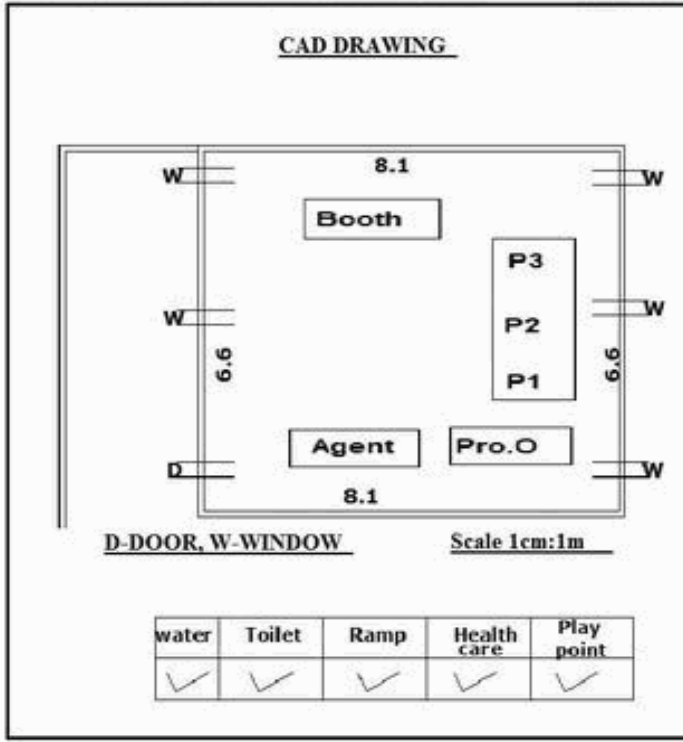 CAD DRAWING
8.1
W
W
Booth
P3
W
P2
W
6.6
6.6
P1
Agent
Pro.O
D
W
8.1
D-DOOR, W-WINDOW
Scale 1cm:1m
water Toilet Ramp Health care Play point